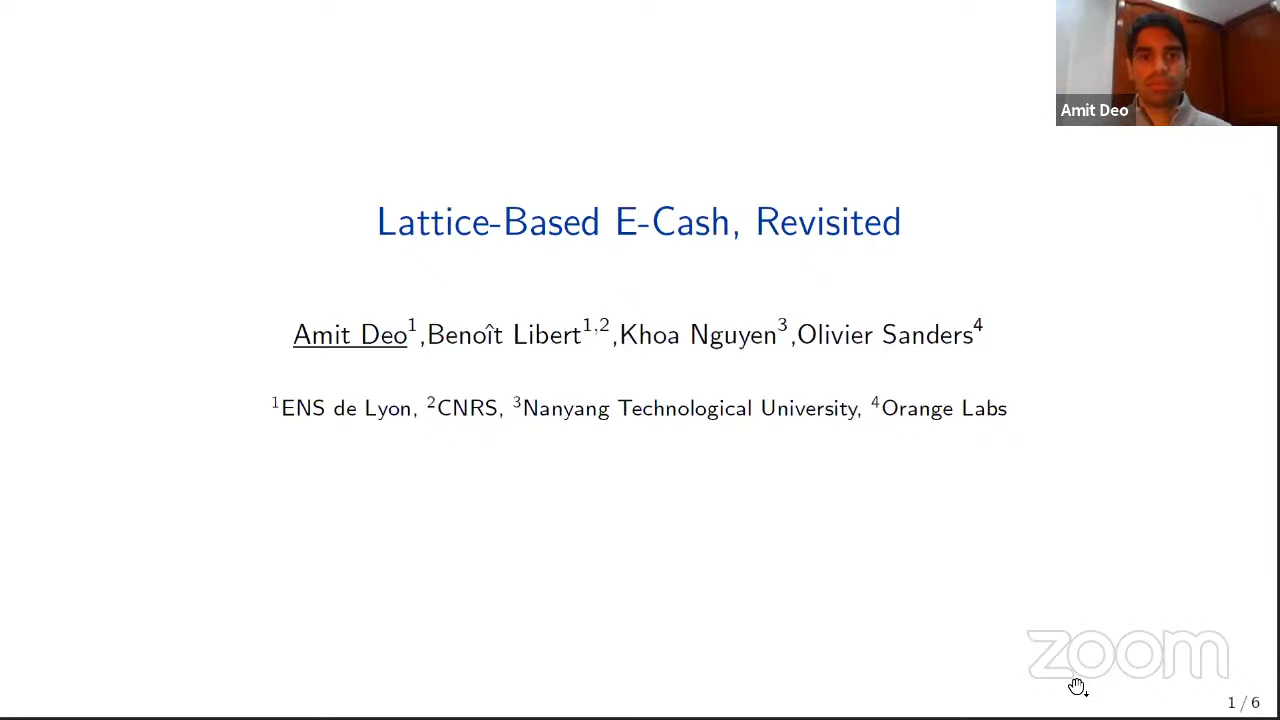 Amit Deo
Lattice-Based E-Cash, Revisited
Amit Deo¹,Benoît Libert¹,²,Khoa Nguyen³,Olivier Sanders⁴
¹ENS de Lyon, ²CNRS, ³Nanyang Technological University, ⁴Orange Labs
zoom
1 / 6